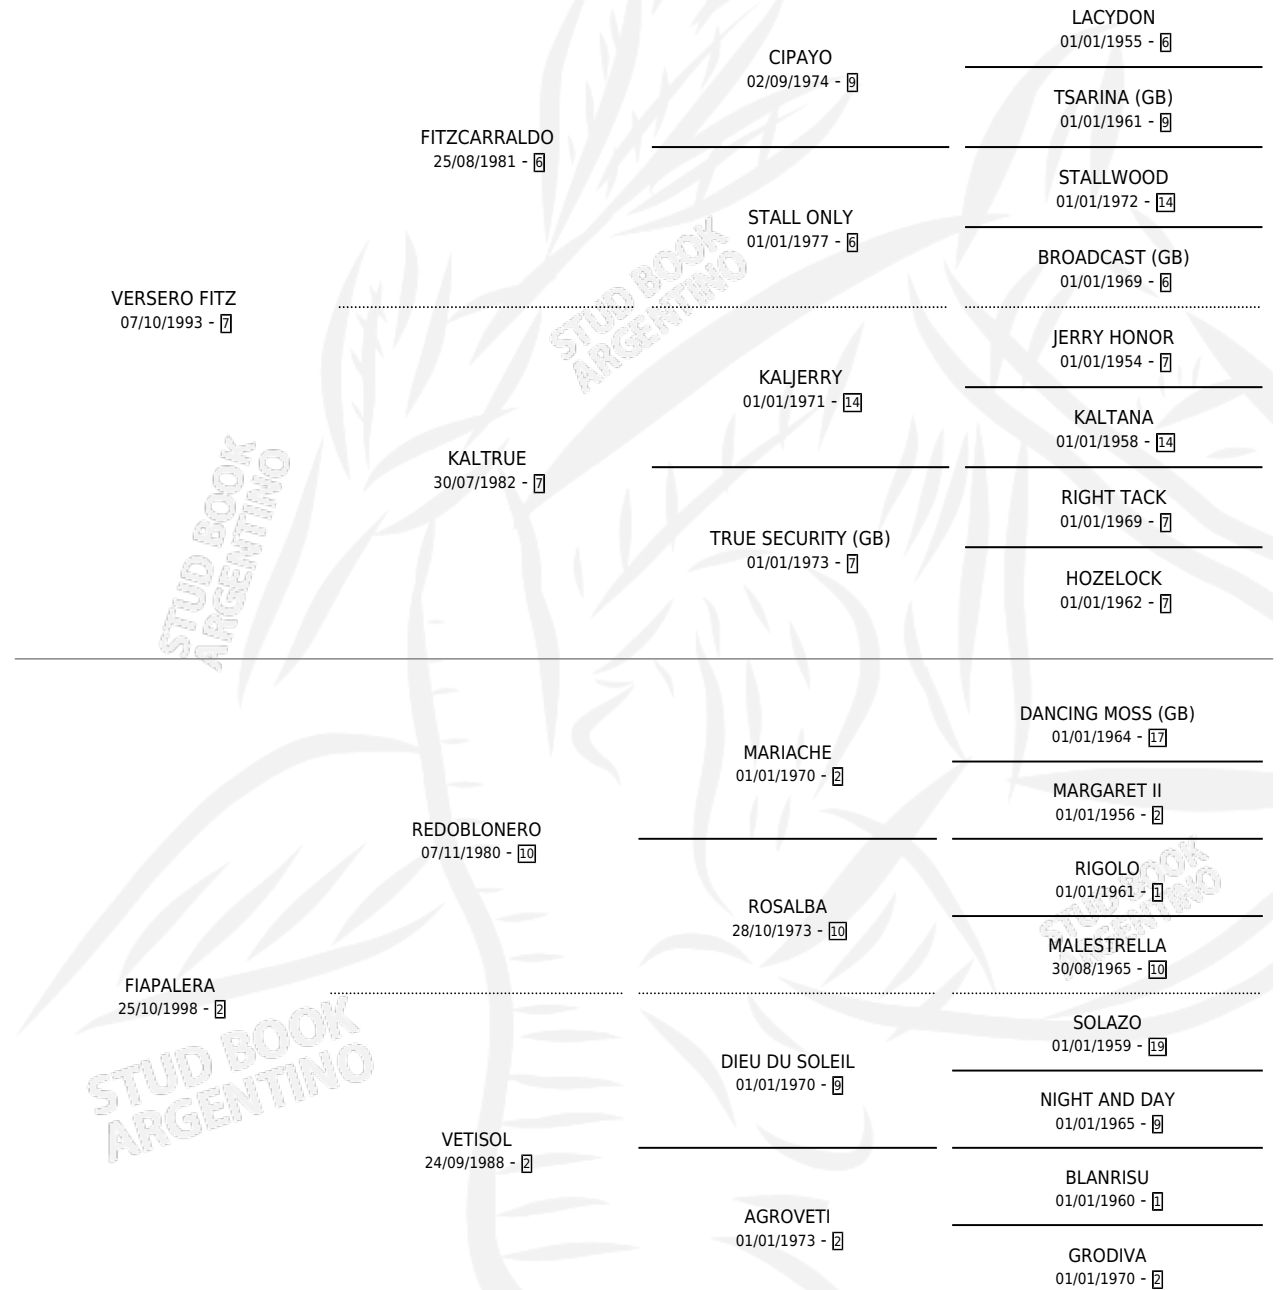 LACYDON
01/01/1955 - 6
CIPAYO
02/09/1974 - 9
TSARINA (GB)
01/01/1961 - 9
FITZCARRALDO
25/08/1981 - 6
STALLWOOD
01/01/1972 - 14
STALL ONLY
01/01/1977 - 6
BROADCAST (GB)
01/01/1969 - 6
VERSERO FITZ
07/10/1993 - 7
STUD BOOK
ARGENTINO
JERRY HONOR
01/01/1954 - 7
KALJERRY
01/01/1971 - 14
KALTANA
01/01/1958 - 14
KALTRUE
30/07/1982 - 7
RIGHT TACK
01/01/1969 - 7
TRUE SECURITY (GB)
01/01/1973 - 7
HOZELOCK
01/01/1962 - 7
STUD BOOK
ARGENTINO
DANCING MOSS (GB)
01/01/1964 - 17
MARIACHE
01/01/1970 - 2
MARGARET II
01/01/1956 - 2
REDOBLONERO
07/11/1980 - 10
RIGOLO
01/01/1961 - 1
ROSALBA
28/10/1973 - 10
MALESTRELLA
30/08/1965 - 10
STUD BOOK
ARGENTINO
FIAPALERA
25/10/1998 - 2
SOLAZO
01/01/1959 - 19
DIEU DU SOLEIL
01/01/1970 - 9
NIGHT AND DAY
01/01/1965 - 9
STUD BOOK
ARGENTINO
VETISOL
24/09/1988 - 2
BLANRISU
01/01/1960 - 1
AGROVETI
01/01/1973 - 2
GRODIVA
01/01/1970 - 2